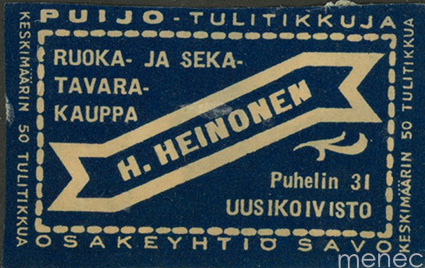 PUIJO-TULITIKKUJA
KESKIMÄÄRIN 50 TULITIKKUA
RUOKA- JA SEKA-
TAVARA-
KAUPPA
H. HEINONEN
Puhelin 31
UUSIKOIVISTO
KESKIMÄÄRIN 50 TULITIKKUA
OSAKEYHTIÖ SAVO
menec